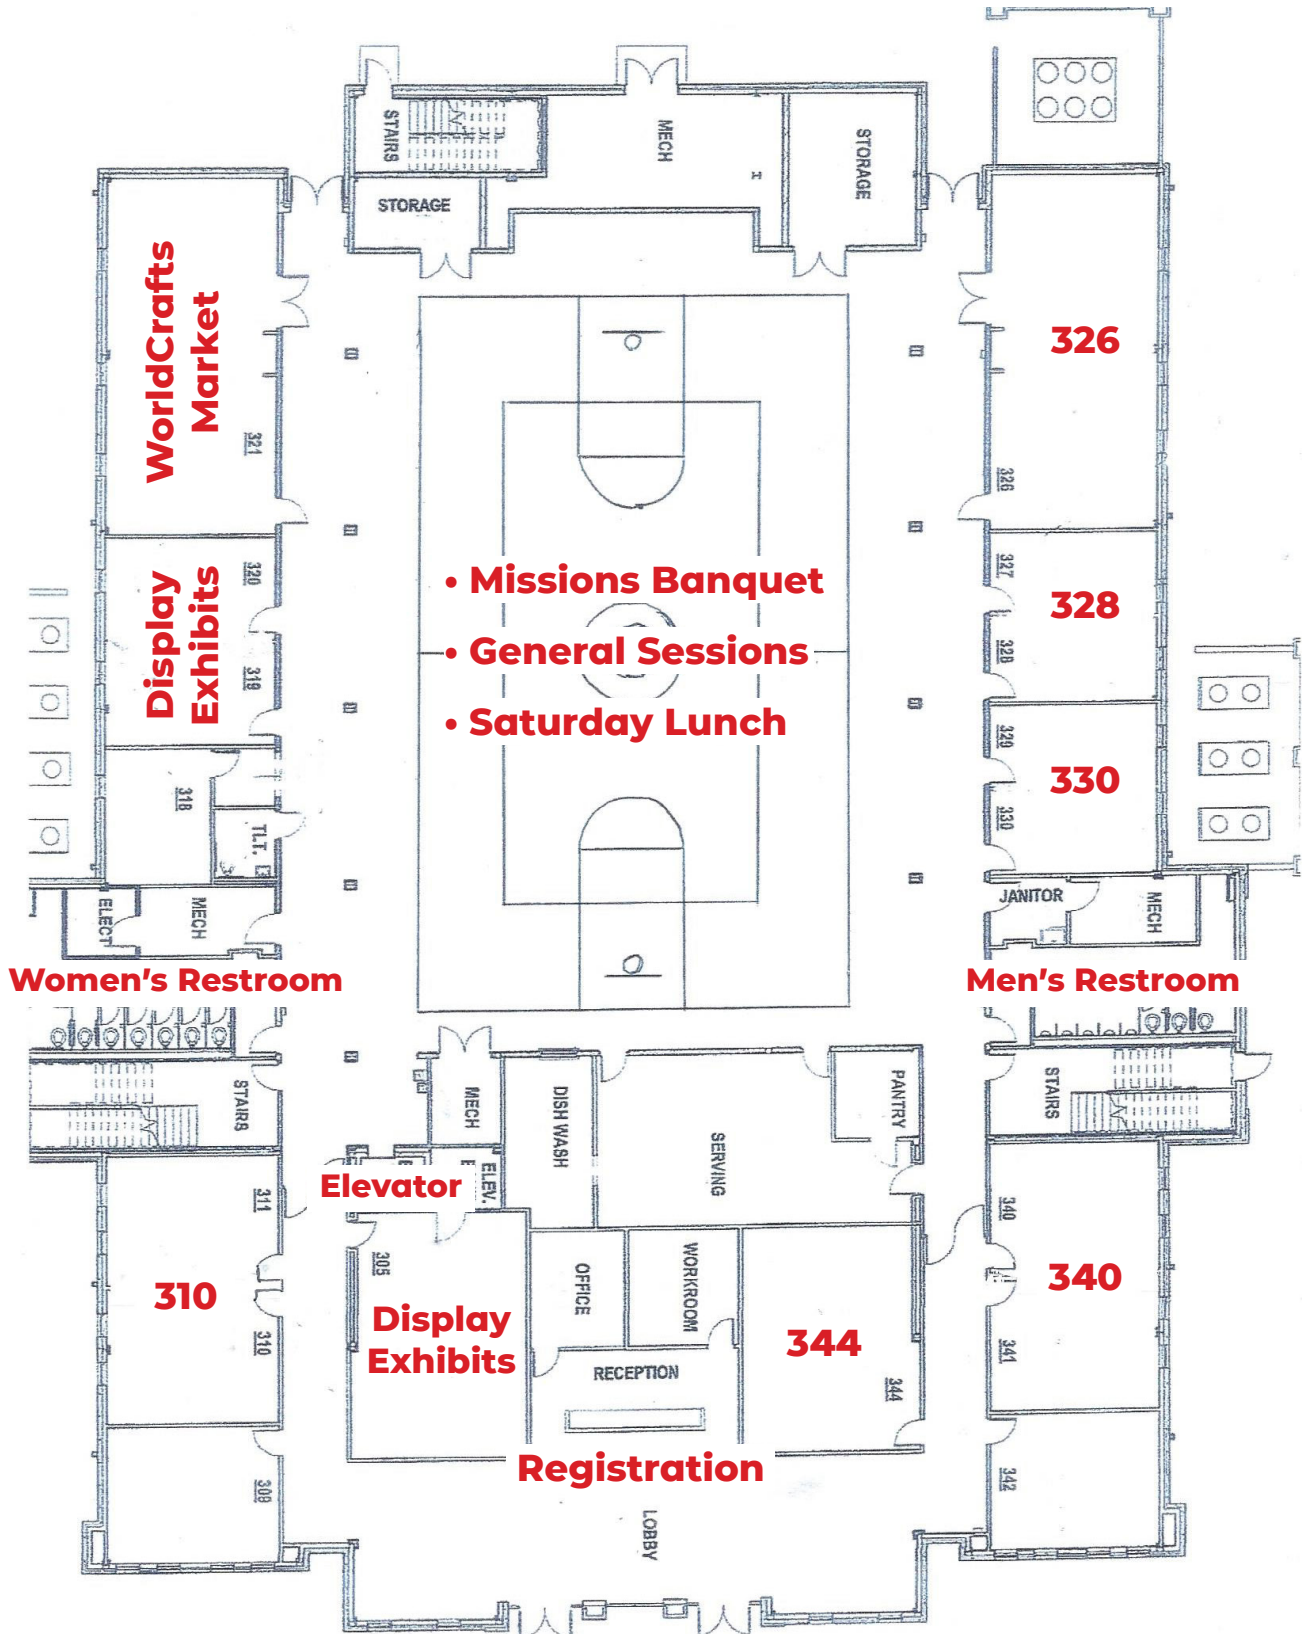 STAIRS
MECH
STORAGE
STORAGE
WorldCrafts
Market
321
326
326
Display
Exhibits
320
319
• Missions Banquet
• General Sessions
• Saturday Lunch
327
328
328
329
330
330
318
TLT.
ELECT
MECH
JANITOR
MECH
Women's Restroom
Men's Restroom
STAIRS
MECH
DISH WASH
SERVING
PANTRY
STAIRS
Elevator
ELEV.
311
310
310
305
Display
Exhibits
OFFICE
WORKROOM
RECEPTION
344
344
340
340
341
309
Registration
342
LOBBY